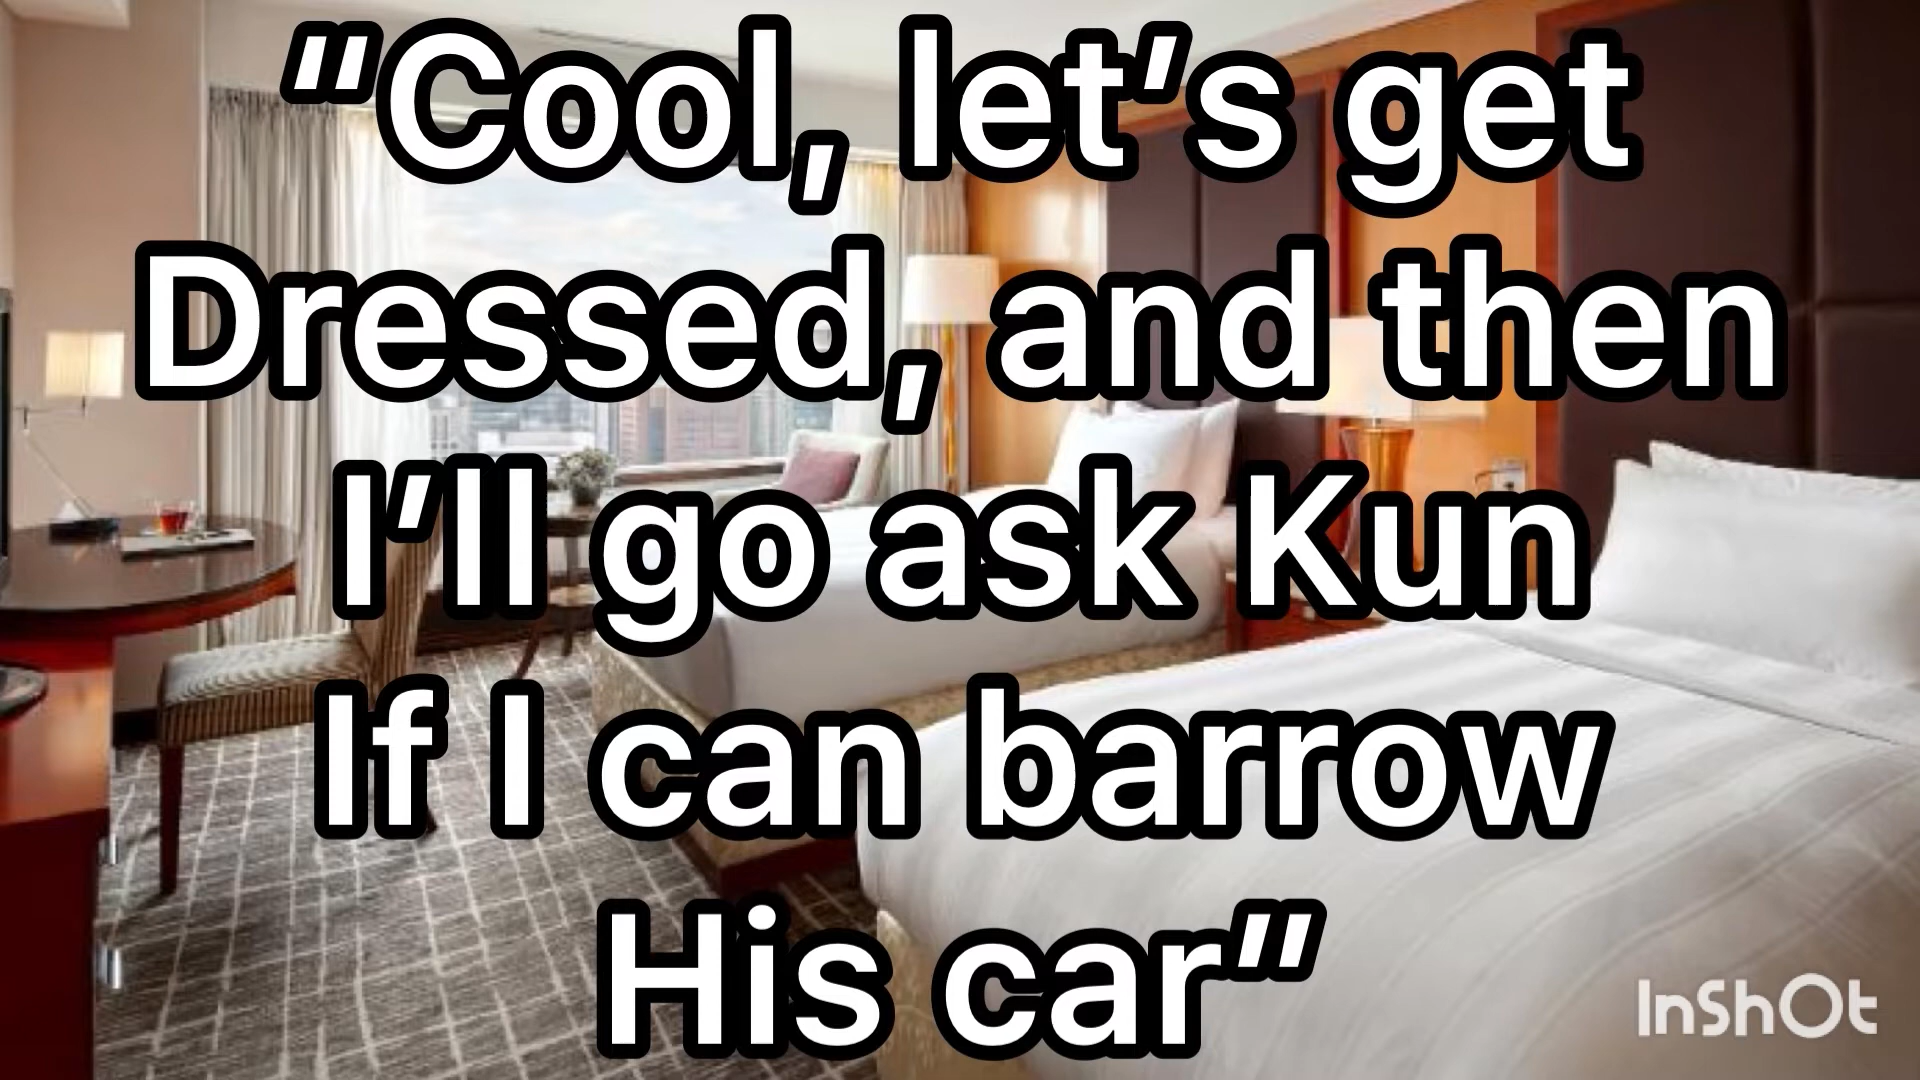 “Cool, let’s get
Dressed, and then
I’ll go ask Kun
If I can barrow
His car”
InShOt